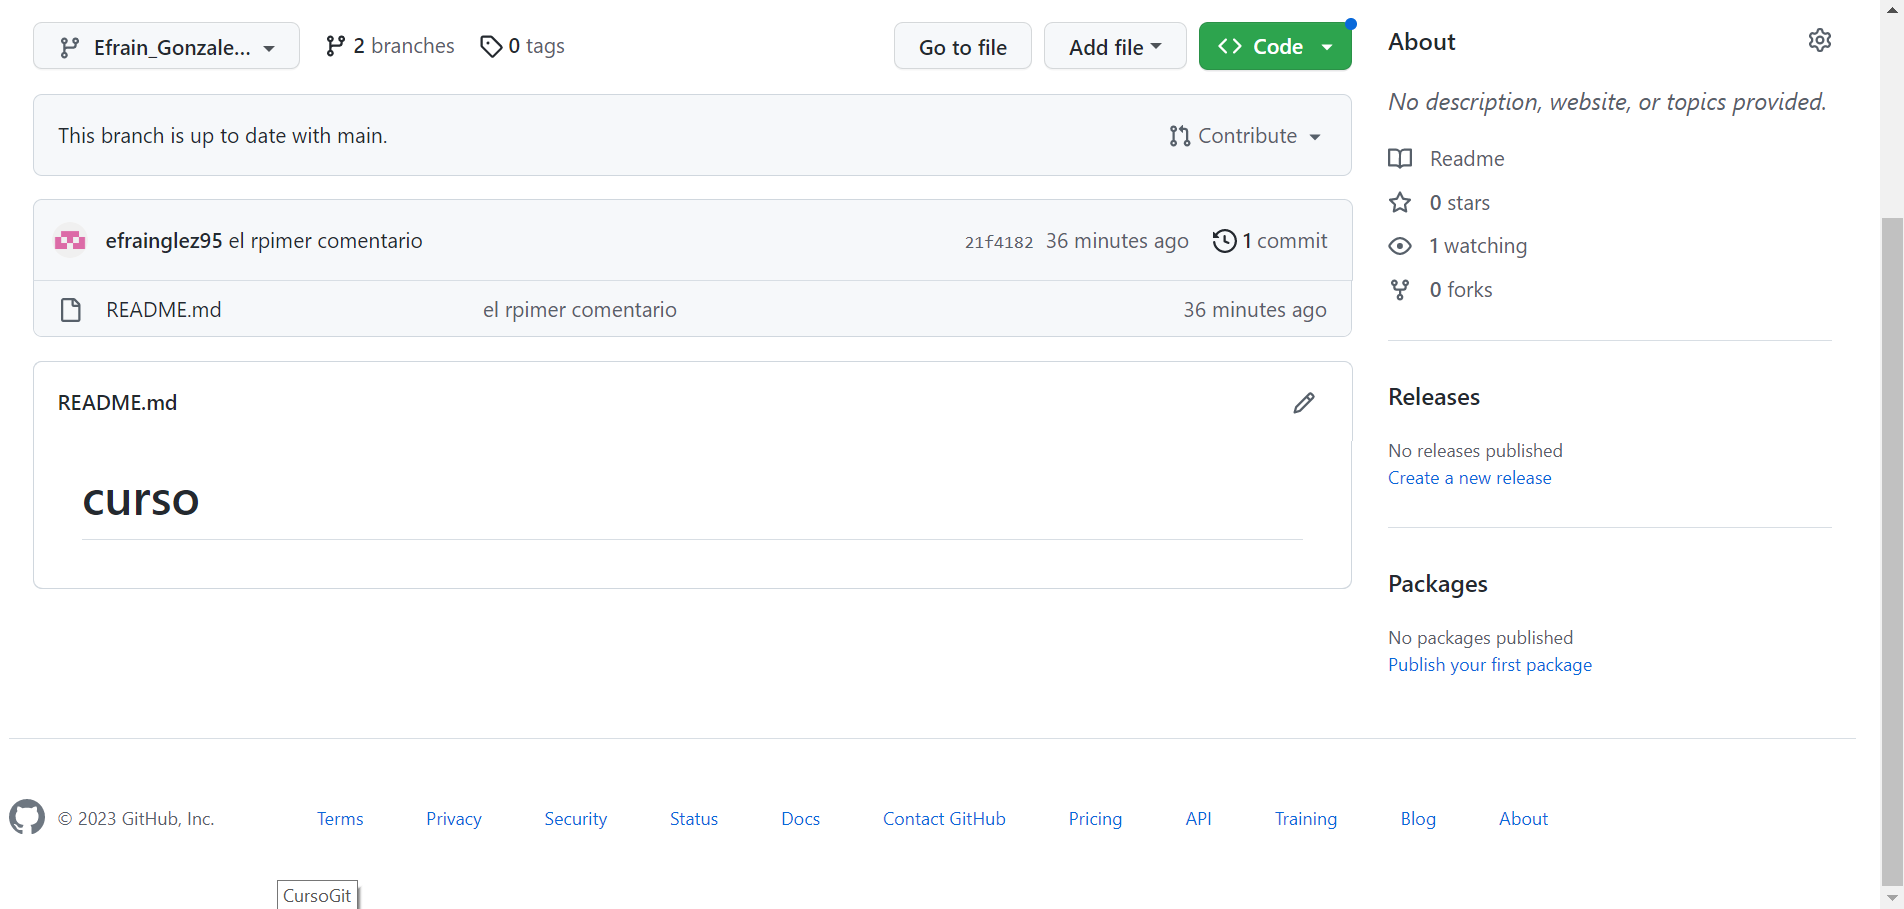 Efrain_Gonzale... 2 branches 0 tags Go to file Add file Code
This branch is up to date with main. Contribute
efrainglez95 el rpimer comentario 21f4182 36 minutes ago 1 commit
README.md el rpimer comentario 36 minutes ago
README.md
curso
About
No description, website, or topics provided.
Readme
0 stars
1 watching
0 forks
Releases
No releases published
Create a new release
Packages
No packages published
Publish your first package
© 2023 GitHub, Inc. Terms Privacy Security Status Docs Contact GitHub Pricing API Training Blog About
CursoGit